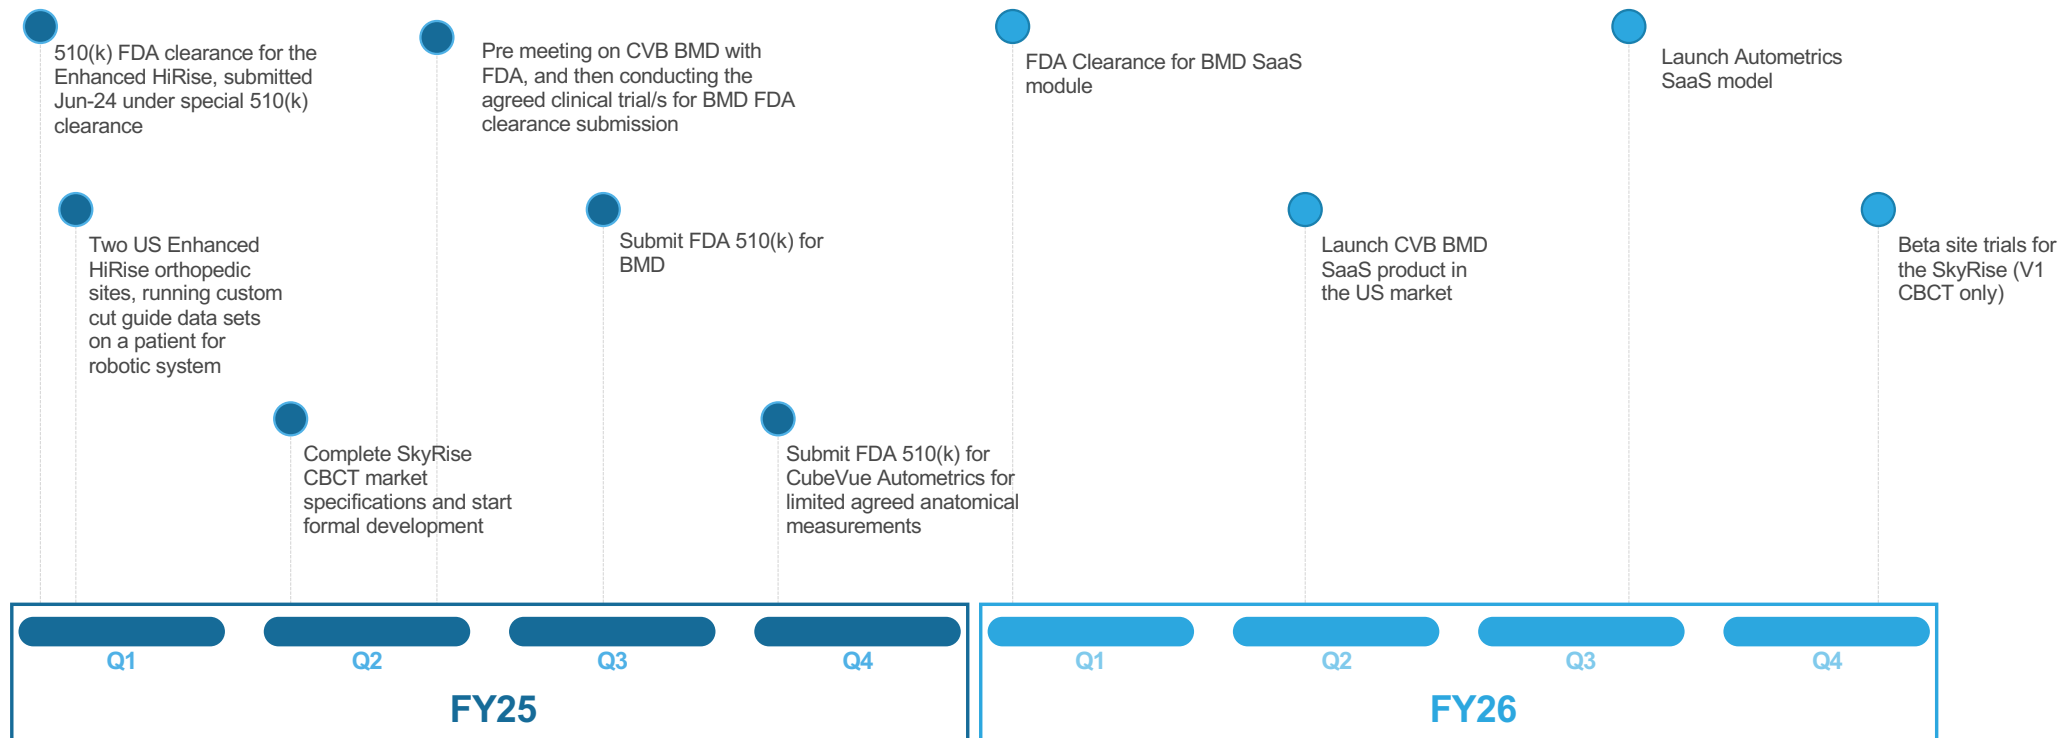 510(k) FDA clearance for the
Enhanced HiRise, submitted
Jun-24 under special 510(k)
clearance
Pre meeting on CVB BMD with
FDA, and then conducting the
agreed clinical trial/s for BMD FDA
clearance submission
FDA Clearance for BMD SaaS
module
Launch Autometrics
SaaS model
Two US Enhanced
HiRise orthopedic
sites, running custom
cut guide data sets
on a patient for
robotic system
Submit FDA 510(k) for
BMD
Launch CVB BMD
SaaS product in
the US market
Beta site trials for
the SkyRise (V1
CBCT only)
Complete SkyRise
CBCT market
specifications and start
formal development
Submit FDA 510(k) for
CubeVue Autometrics for
limited agreed anatomical
measurements
Q1
Q2
Q3
Q4
Q1
Q2
Q3
Q4
FY25
FY26